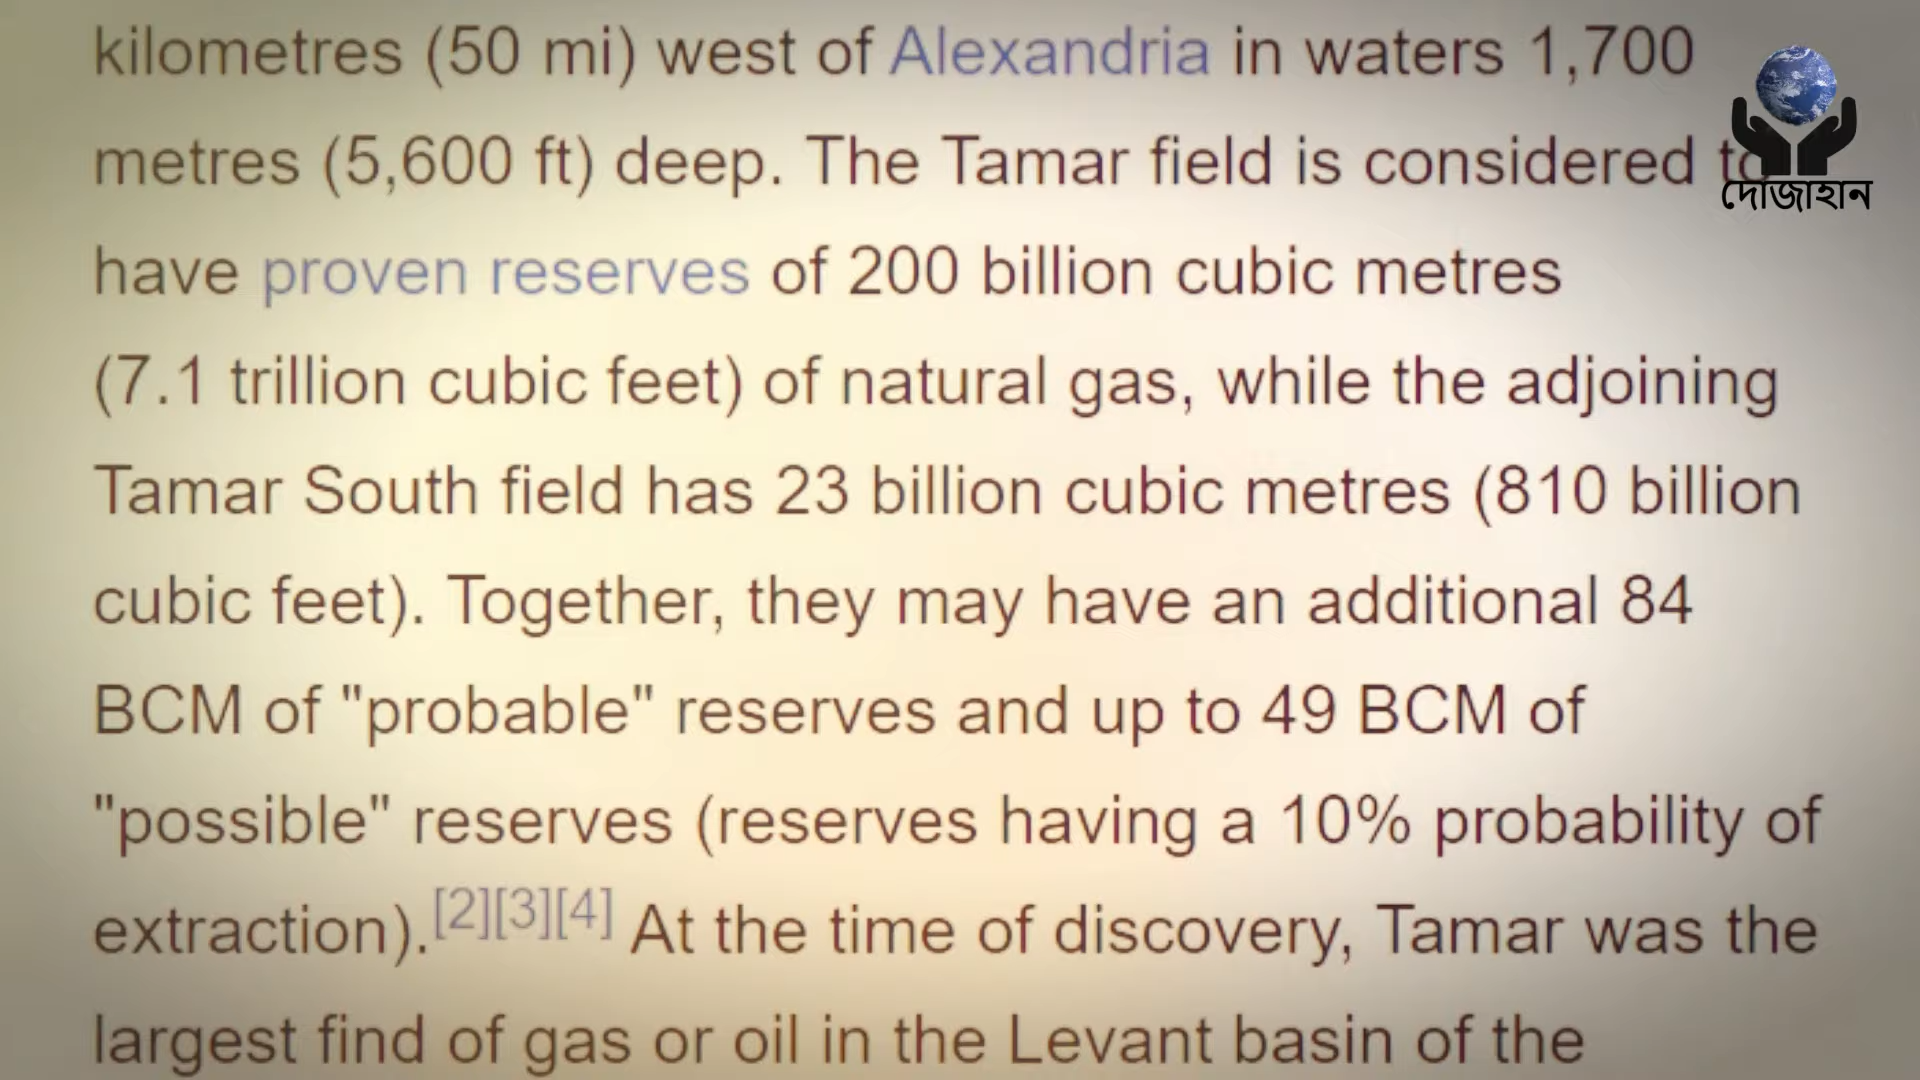 kilometres (50 mi) west of Alexandria in waters 1,700
metres (5,600 ft) deep. The Tamar field is considered to
have proven reserves of 200 billion cubic metres
(7.1 trillion cubic feet) of natural gas, while the adjoining
Tamar South field has 23 billion cubic metres (810 billion
cubic feet). Together, they may have an additional 84
BCM of "probable" reserves and up to 49 BCM of
"possible" reserves (reserves having a 10% probability of
extraction).[2][3][4] At the time of discovery, Tamar was the
largest find of gas or oil in the Levant basin of the
দোজাহান